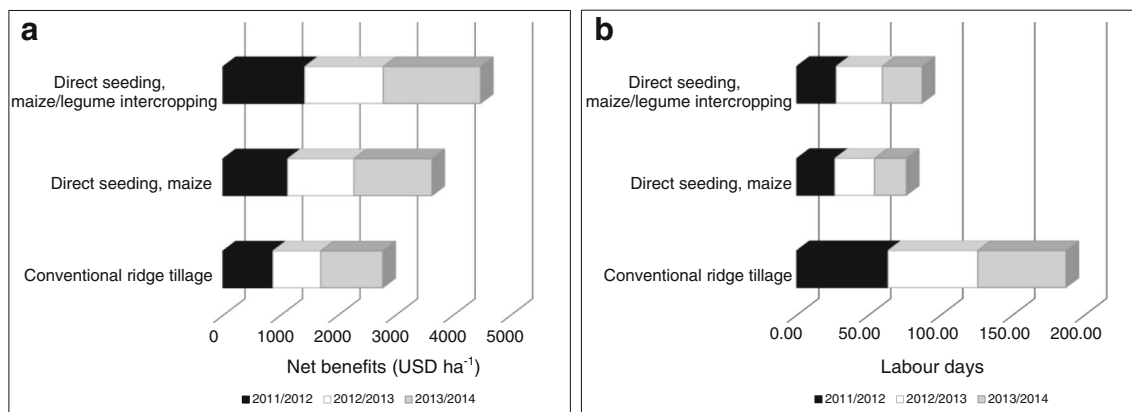 a
Direct seeding,
maize/legume intercropping
Direct seeding, maize
Conventional ridge tillage
0 1000 2000 3000 4000 5000
Net benefits (USD ha⁻¹)
2011/2012 2012/2013 2013/2014
b
Direct seeding,
maize/legume intercropping
Direct seeding, maize
Conventional ridge tillage
0.00 50.00 100.00 150.00 200.00
Labour days
2011/2012 2012/2013 2013/2014